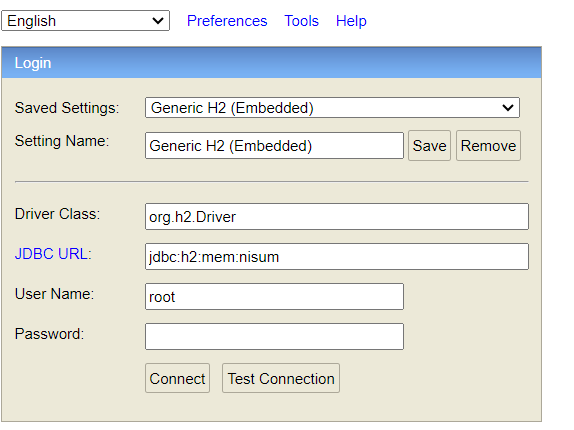 English Preferences Tools Help
Login
Saved Settings: Generic H2 (Embedded)
Setting Name: Generic H2 (Embedded) Save Remove
Driver Class: org.h2.Driver
JDBC URL: jdbc:h2:mem:nisum
User Name: root
Password:
Connect Test Connection